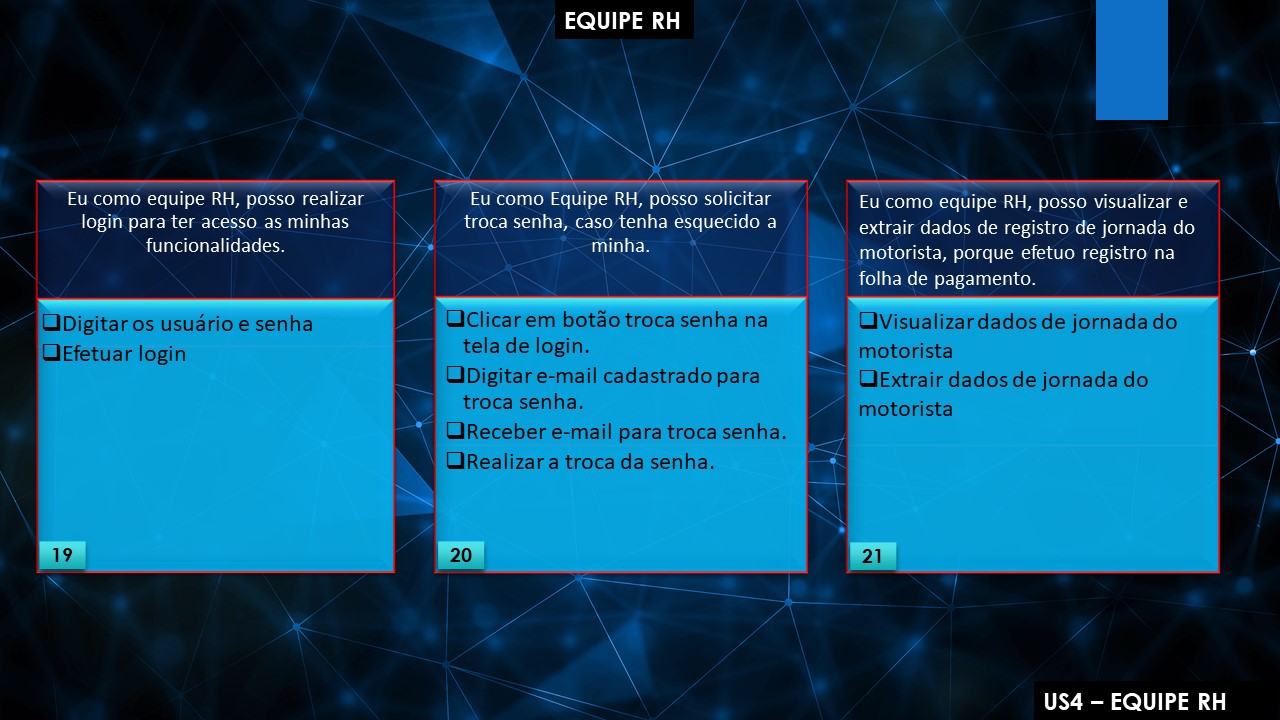 EQUIPE RH
Eu como equipe RH, posso realizar
login para ter acesso as minhas
funcionalidades.
❑Digitar os usuário e senha
❑Efetuar login
19
Eu como Equipe RH, posso solicitar
troca senha, caso tenha esquecido a
minha.
❑Clicar em botão troca senha na
tela de login.
❑Digitar e-mail cadastrado para
troca senha.
❑Receber e-mail para troca senha.
❑Realizar a troca da senha.
20
Eu como equipe RH, posso visualizar e
extrair dados de registro de jornada do
motorista, porque efetuo registro na
folha de pagamento.
❑Visualizar dados de jornada do
motorista
❑Extrair dados de jornada do
motorista
21
US4 – EQUIPE RH